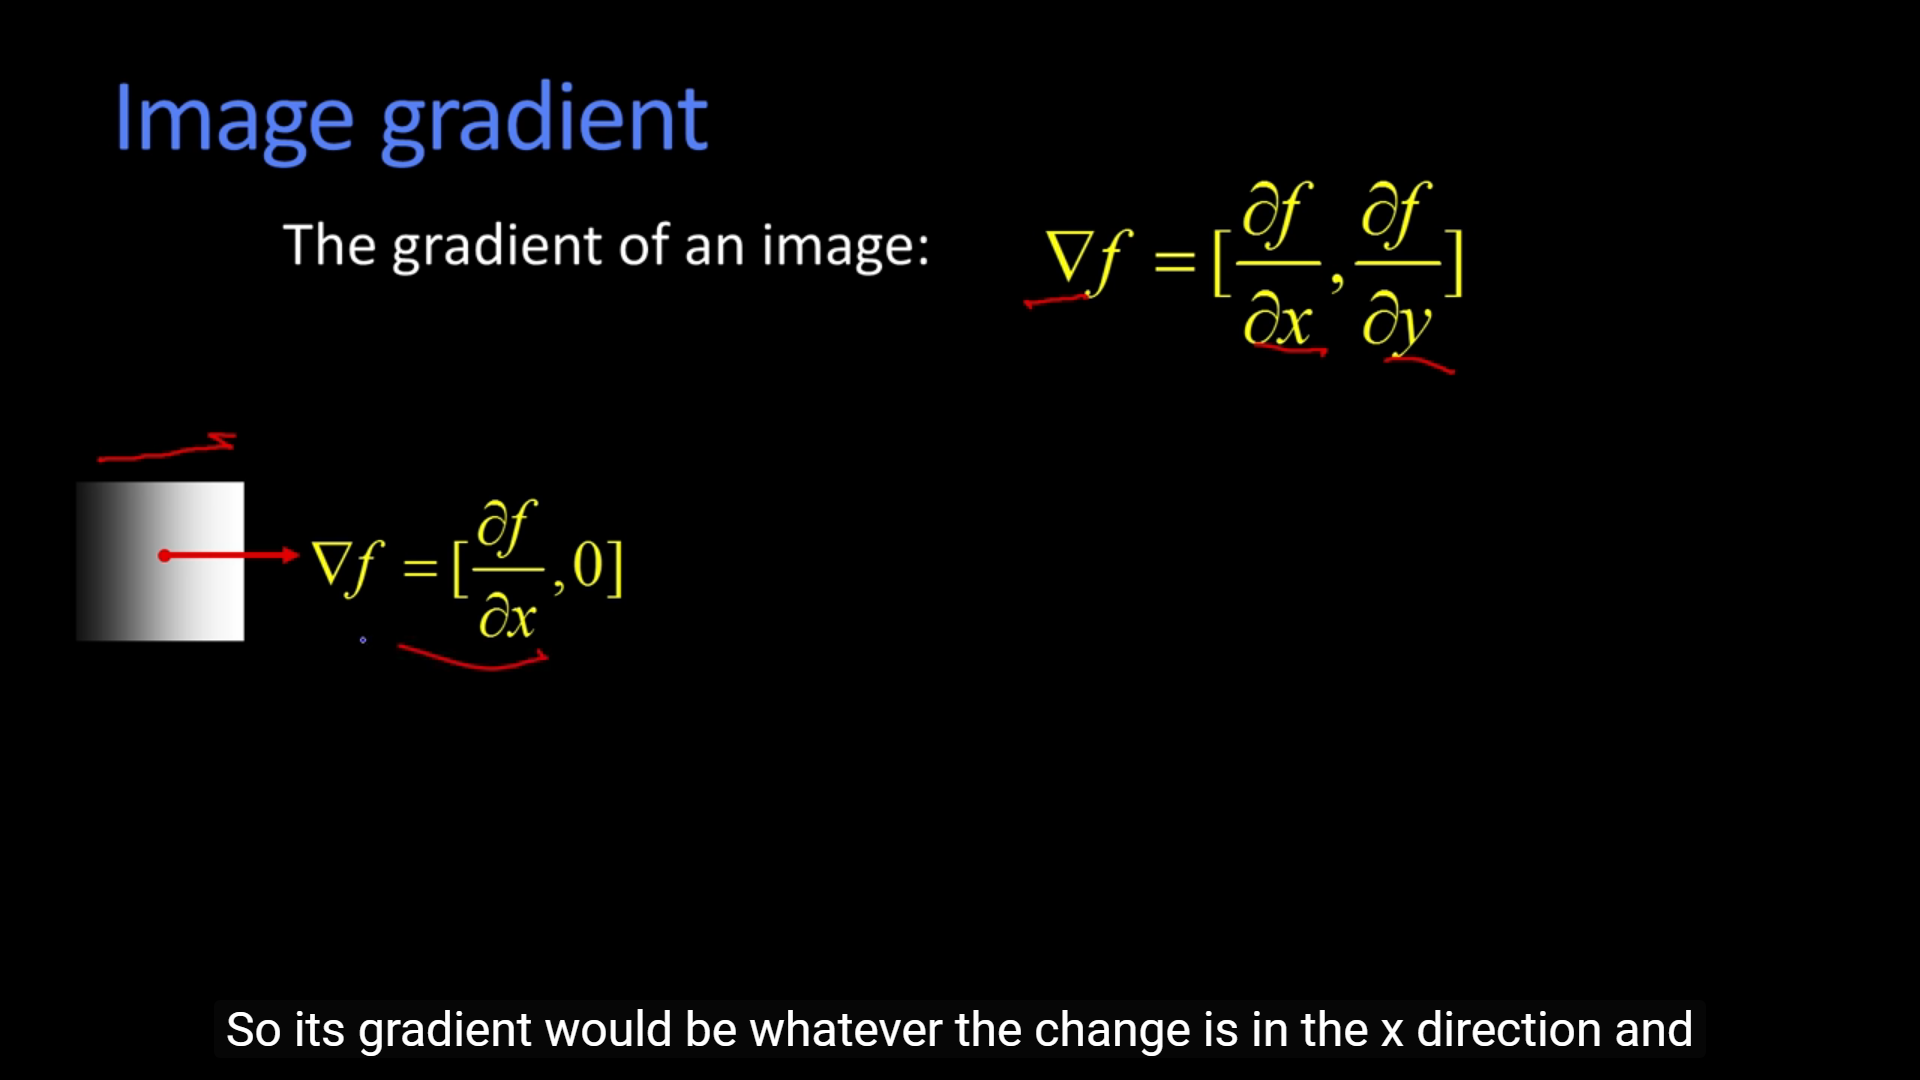 Image gradient
The gradient of an image:
∇f = [∂f/∂x, ∂f/∂y]
∇f = [∂f/∂x, 0]
So its gradient would be whatever the change is in the x direction and